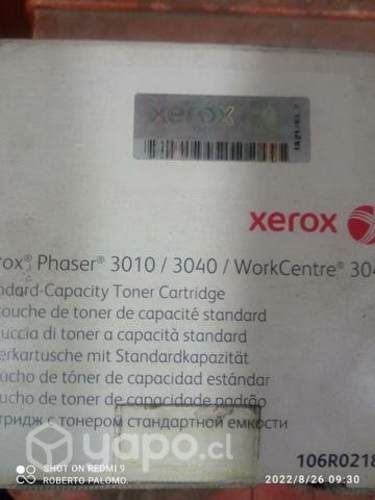 xerox
xerox
rox® Phaser® 3010 / 3040 / WorkCentre® 304
ndard-Capacity Toner Cartridge
touche de toner de capacité standard
tuccia di toner a capacità standard
nerkartusche mit Standardkapazität
ucho de tóner de capacidad estándar
ucho de toner de capacidade padrão
тридж с тонером стандартной емкости
yapo.cl
106R0218
SHOT ON REDMI 9
ROBERTO PALOMO.
2022/8/26 09:30